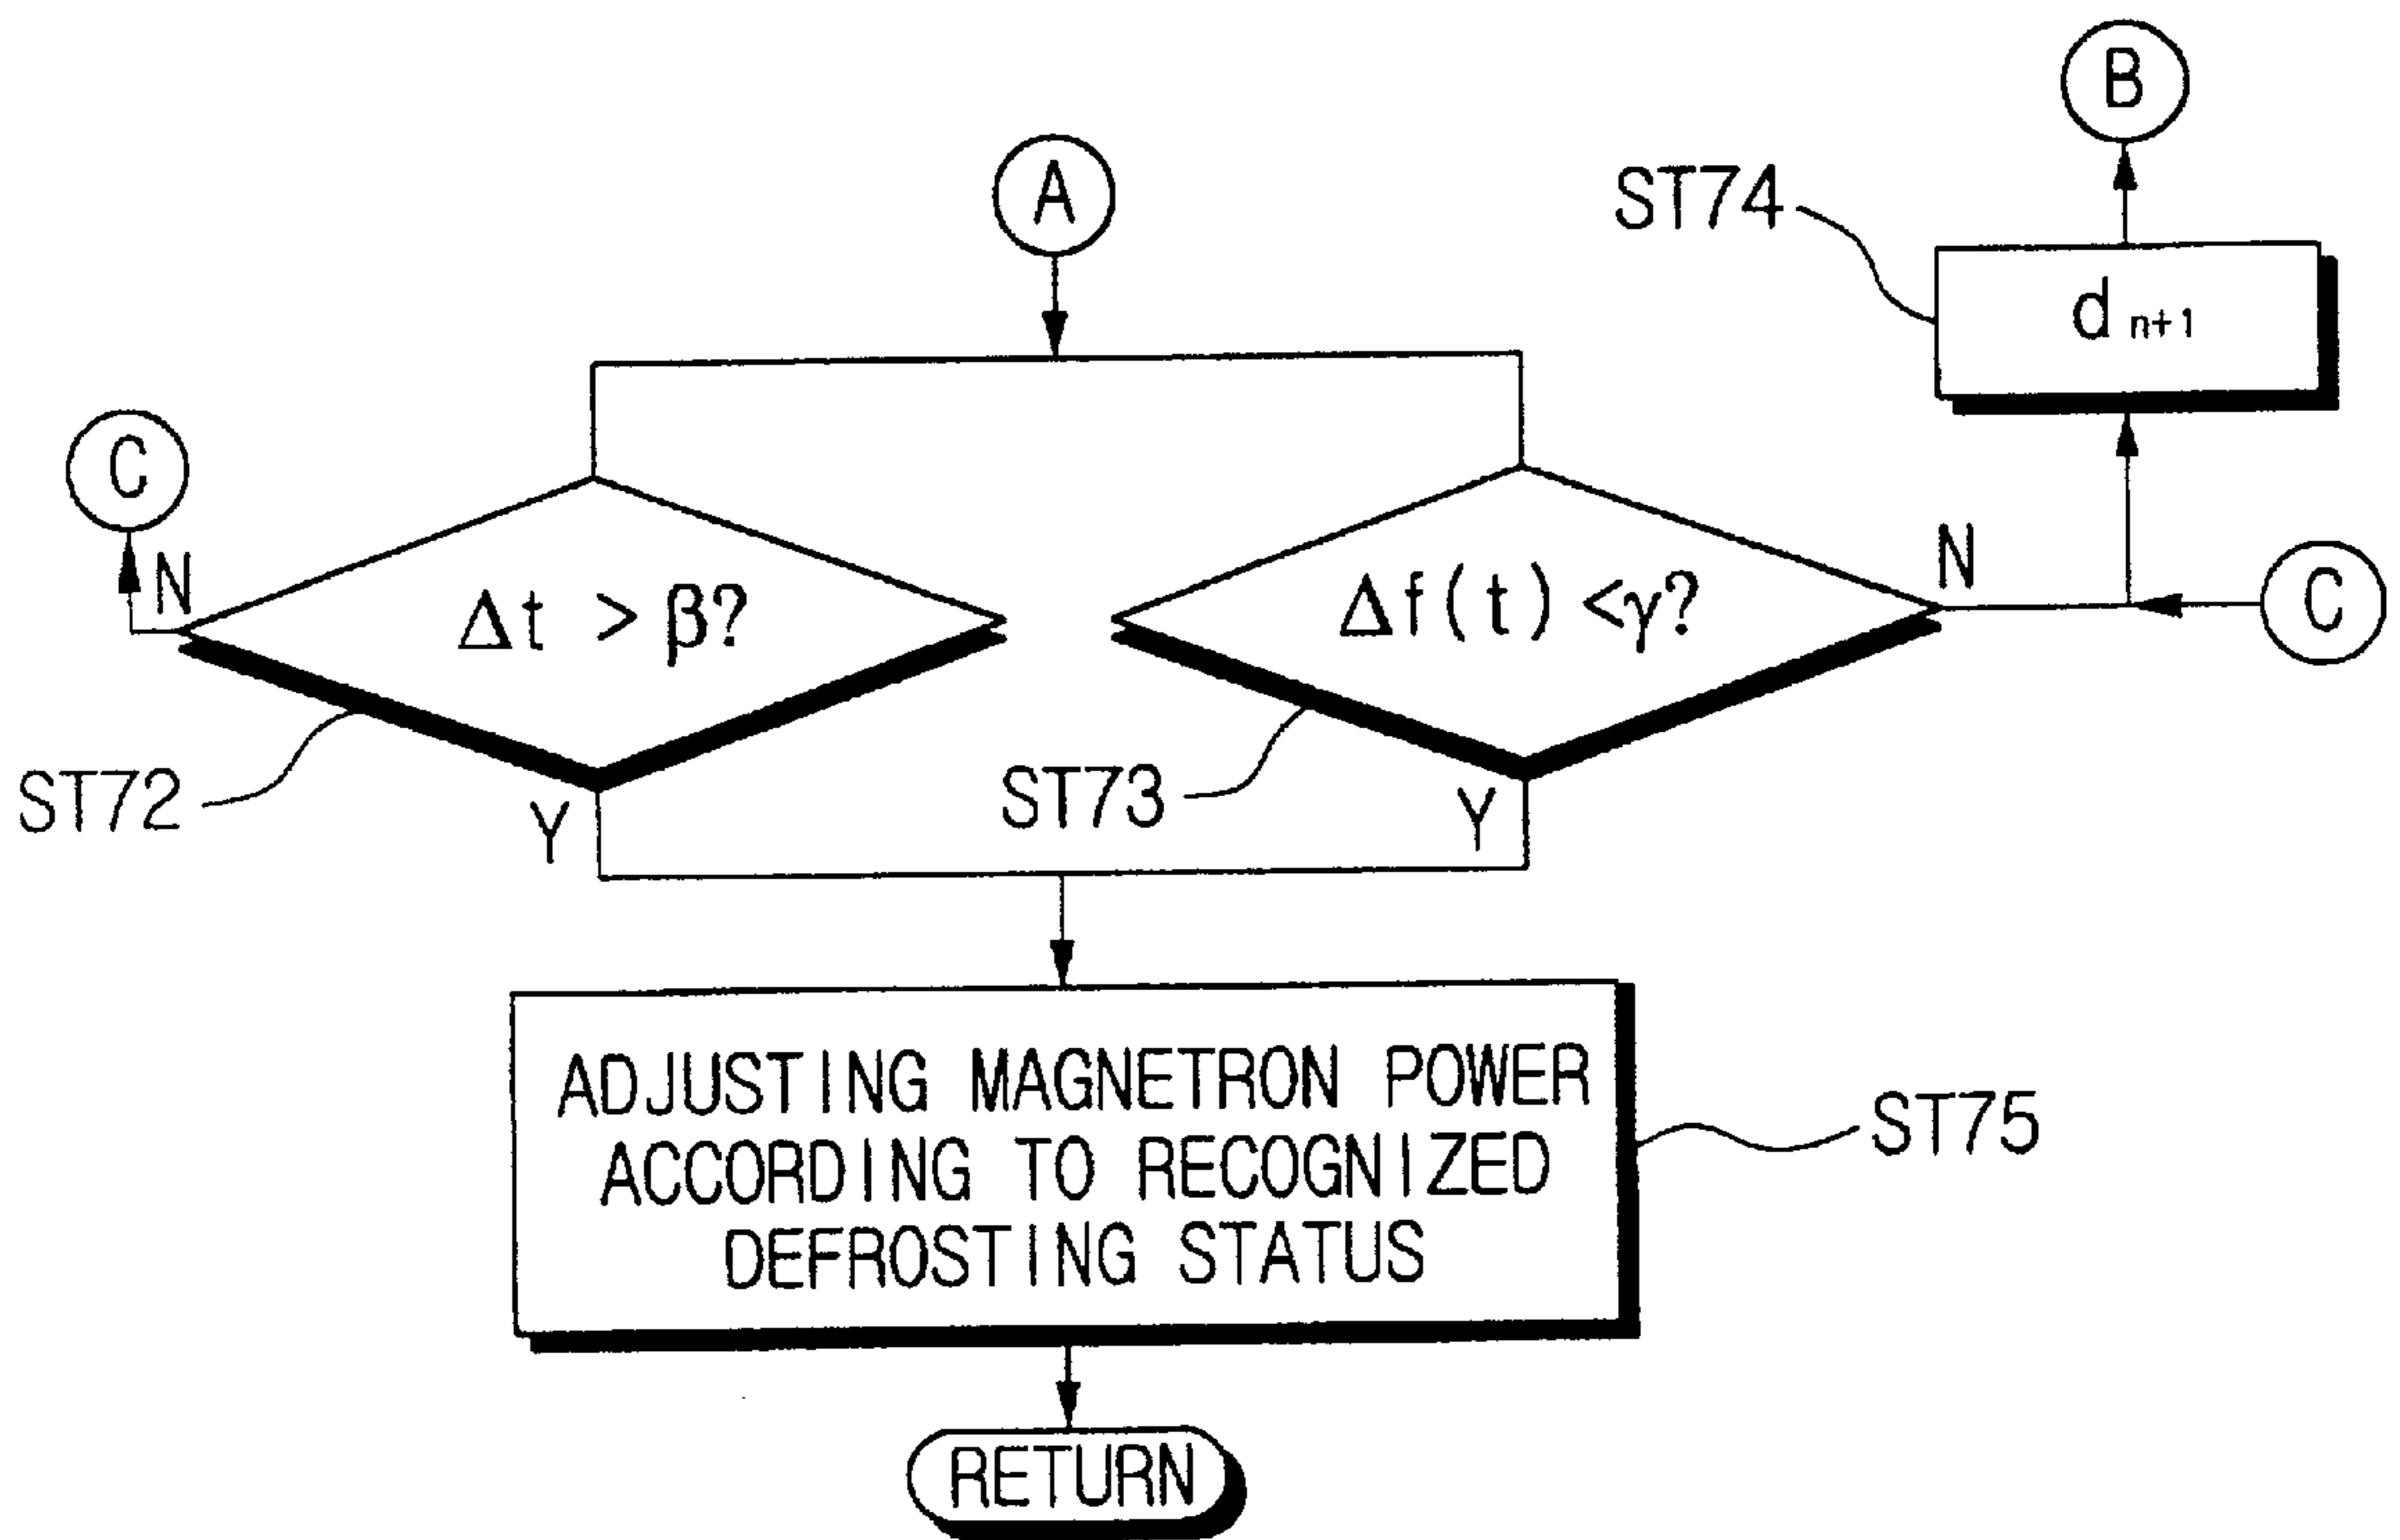 B
A
ST74
d n+1
C
N
Δt > β?
Δf(t) <γ?
N
C
ST72
Y
ST73
Y
ADJUSTING MAGNETRON POWER
ACCORDING TO RECOGNIZED
DEFROSTING STATUS
ST75
RETURN